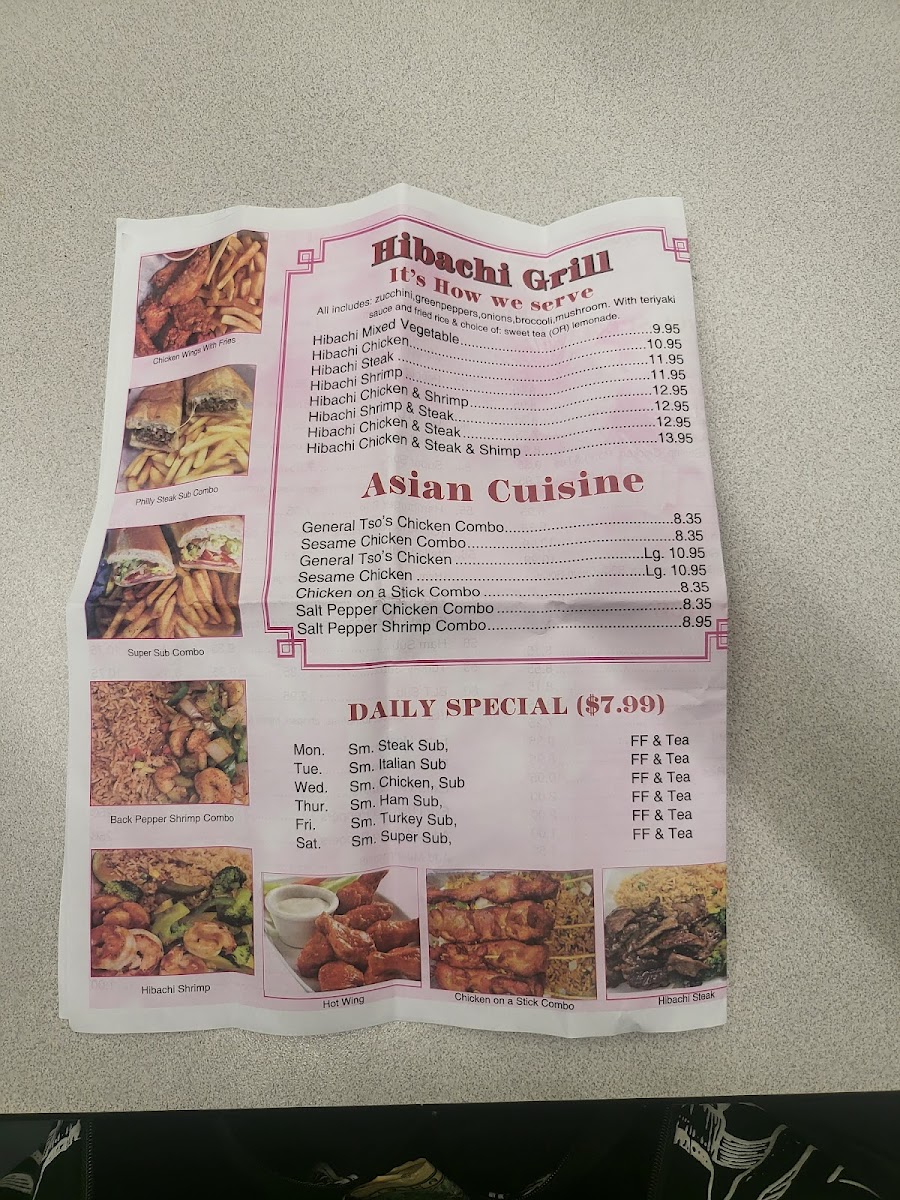 Hibachi Grill
It's How we serve
All includes: zucchini,greenpeppers,onions,broccoli,mushroom. With teriyaki
sauce and fried rice & choice of: sweet tea (OR) lemonade.
Hibachi Mixed Vegetable 9.95
Hibachi Chicken 10.95
Hibachi Steak 11.95
Hibachi Shrimp 11.95
Hibachi Chicken & Shrimp 12.95
Hibachi Shrimp & Steak 12.95
Hibachi Chicken & Steak 12.95
Hibachi Chicken & Steak & Shimp 13.95
Asian Cuisine
General Tso's Chicken Combo 8.35
Sesame Chicken Combo 8.35
General Tso's Chicken Lg. 10.95
Sesame Chicken Lg. 10.95
Chicken on a Stick Combo 8.35
Salt Pepper Chicken Combo 8.35
Salt Pepper Shrimp Combo 8.95
DAILY SPECIAL ($7.99)
Mon. Sm. Steak Sub, FF & Tea
Tue. Sm. Italian Sub FF & Tea
Wed. Sm. Chicken, Sub FF & Tea
Thur. Sm. Ham Sub, FF & Tea
Fri. Sm. Turkey Sub, FF & Tea
Sat. Sm. Super Sub, FF & Tea
Chicken Wings With Fries
Philly Steak Sub Combo
Super Sub Combo
Back Pepper Shrimp Combo
Hibachi Shrimp
Hot Wing
Chicken on a Stick Combo
Hibachi Steak